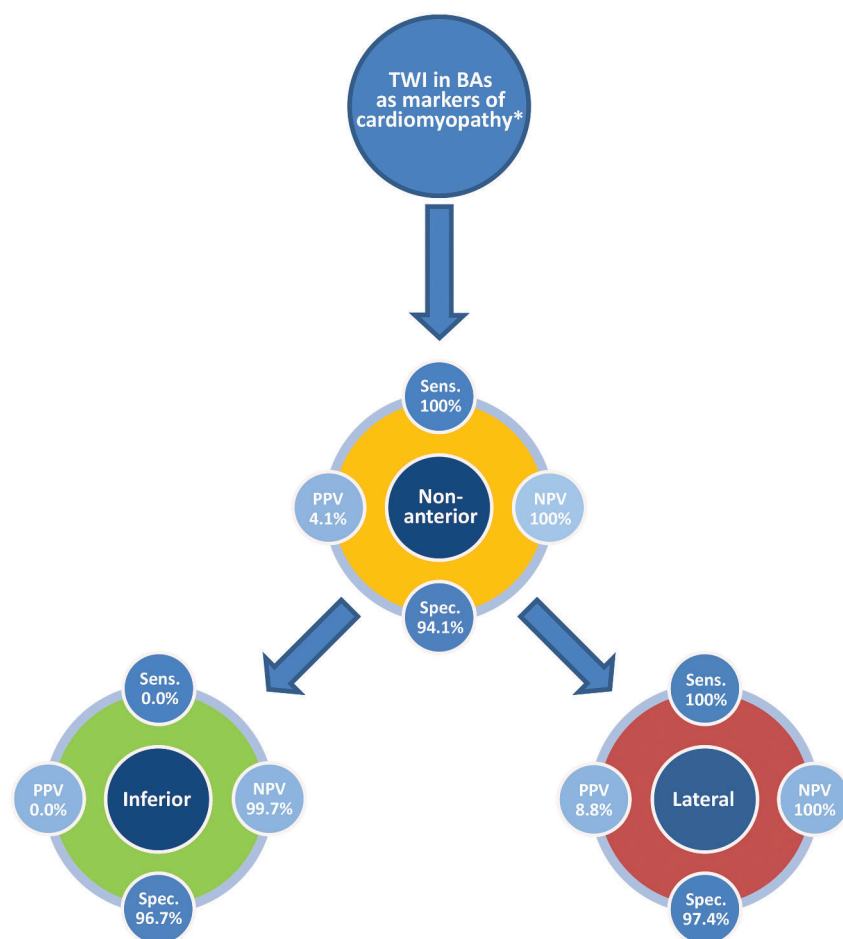 TWI in BAs
as markers of
cardiomyopathy*
Sens.
100%
PPV
4.1%
Non-
anterior
NPV
100%
Spec.
94.1%
Sens.
0.0%
PPV
0.0%
Inferior
NPV
99.7%
Spec.
96.7%
Sens.
100%
PPV
8.8%
Lateral
NPV
100%
Spec.
97.4%